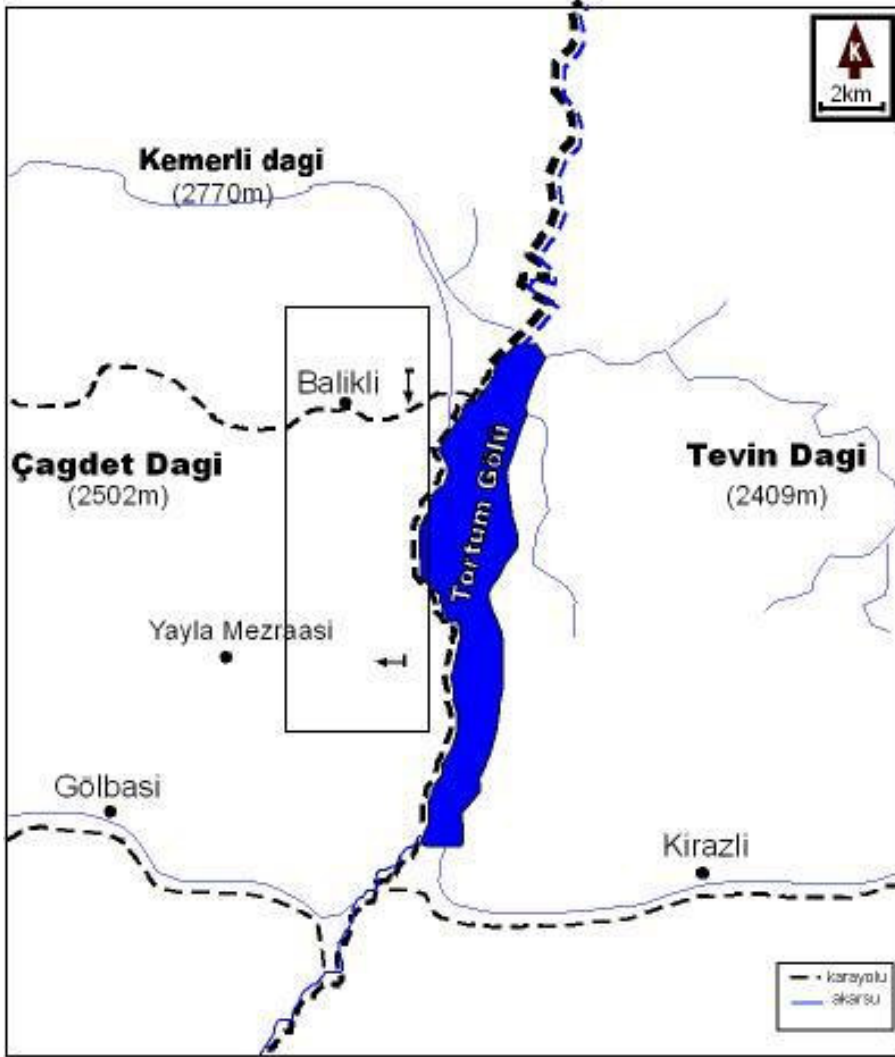 K
2km
Kemerli dagi
(2770m)
Balikli
Çagdet Dagi
(2502m)
Tortum Gölü
Tevin Dagi
(2409m)
Yayla Mezraasi
Gölbasi
Kirazli
karayolu
akarsu